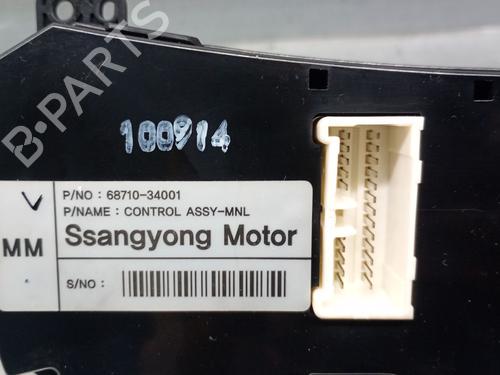 B-PARTS
100914
P/NO : 68710-34001
P/NAME : CONTROL ASSY-MNL
MM
Ssangyong Motor
S/NO :